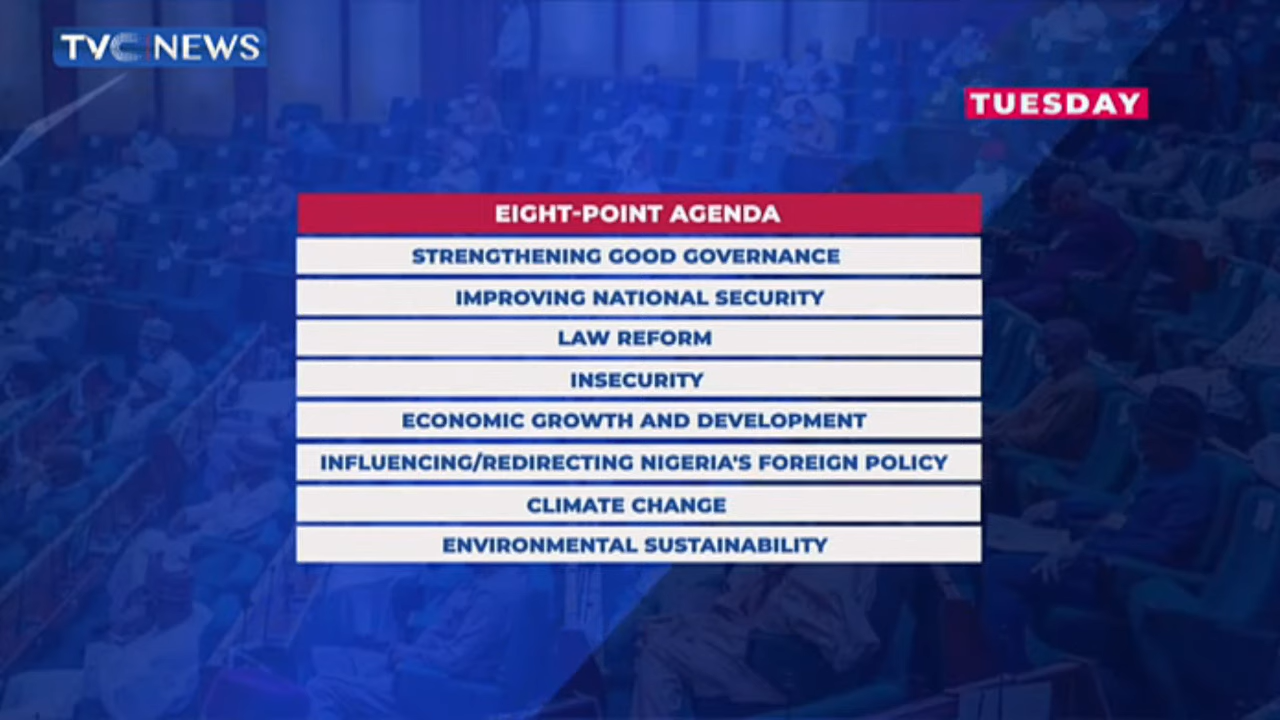 TVC NEWS
TUESDAY
EIGHT-POINT AGENDA
STRENGTHENING GOOD GOVERNANCE
IMPROVING NATIONAL SECURITY
LAW REFORM
INSECURITY
ECONOMIC GROWTH AND DEVELOPMENT
INFLUENCING/REDIRECTING NIGERIA'S FOREIGN POLICY
CLIMATE CHANGE
ENVIRONMENTAL SUSTAINABILITY